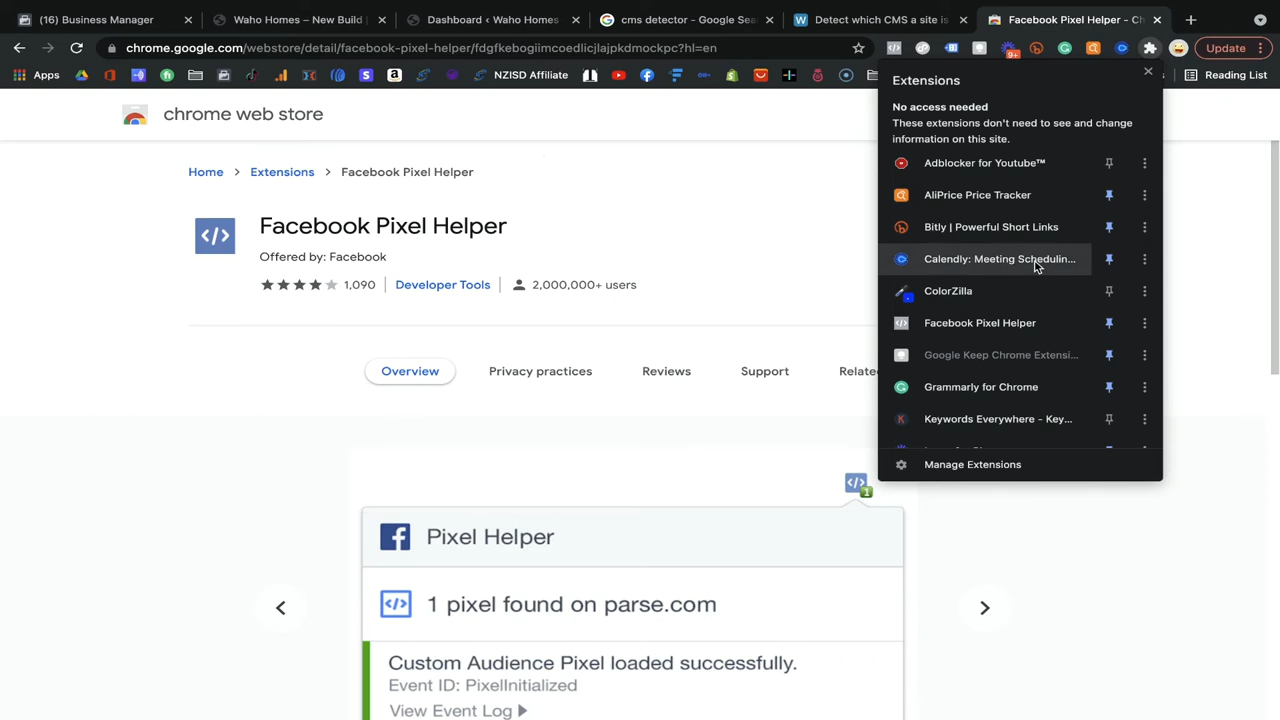 (16) Business Manager
Waho Homes – New Build |
Dashboard ‹ Waho Homes
cms detector - Google Sea
Detect which CMS a site is
Facebook Pixel Helper - Ch
chrome.google.com/webstore/detail/facebook-pixel-helper/fdgfkebogiimcoedlicjlajpkdmockpc?hl=en
9+
Update
Apps
NZISD Affiliate
Reading List
chrome web store
Home
Extensions
Facebook Pixel Helper
Facebook Pixel Helper
Offered by: Facebook
1,090
Developer Tools
2,000,000+ users
Overview
Privacy practices
Reviews
Support
Relate
Pixel Helper
1 pixel found on parse.com
Custom Audience Pixel loaded successfully.
Event ID: PixelInitialized
View Event Log
1
Extensions
No access needed
These extensions don't need to see and change
information on this site.
Adblocker for Youtube™
AliPrice Price Tracker
Bitly | Powerful Short Links
Calendly: Meeting Schedulin...
ColorZilla
Facebook Pixel Helper
Google Keep Chrome Extensi...
Grammarly for Chrome
Keywords Everywhere - Key...
Manage Extensions